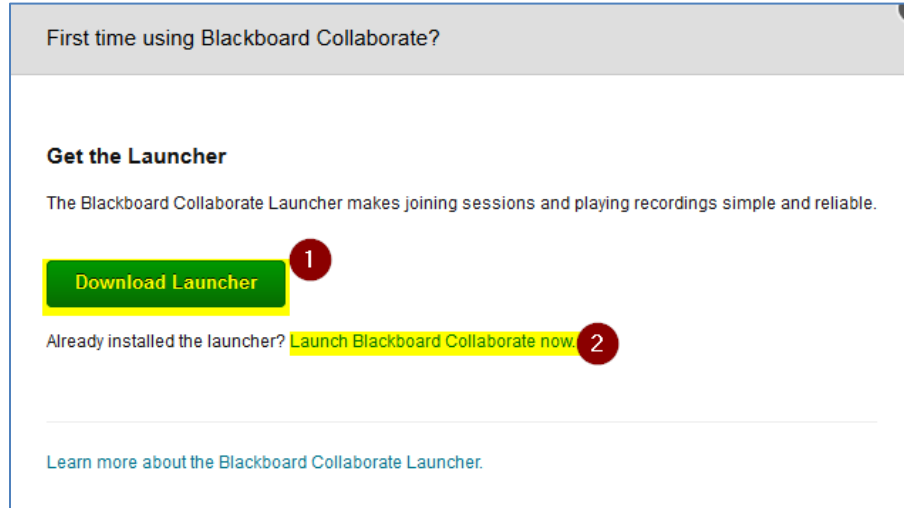 First time using Blackboard Collaborate?
Get the Launcher
The Blackboard Collaborate Launcher makes joining sessions and playing recordings simple and reliable.
1
Download Launcher
Already installed the launcher? Launch Blackboard Collaborate now. 2
Learn more about the Blackboard Collaborate Launcher.